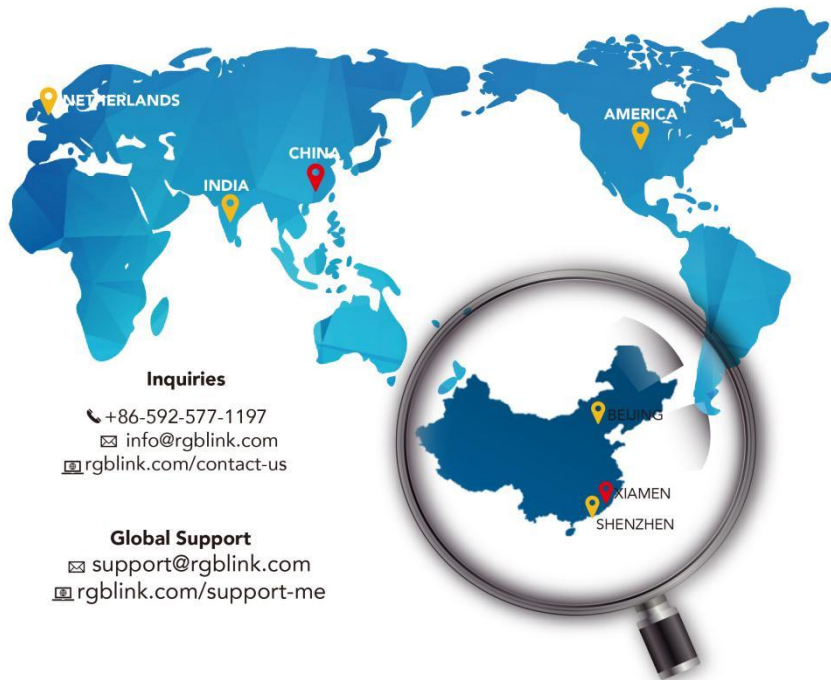 NETHERLANDS
AMERICA
CHINA
INDIA
Inquiries
+86-592-577-1197
info@rgblink.com
rgblink.com/contact-us
BEIJING
XIAMEN
SHENZHEN
Global Support
support@rgblink.com
rgblink.com/support-me